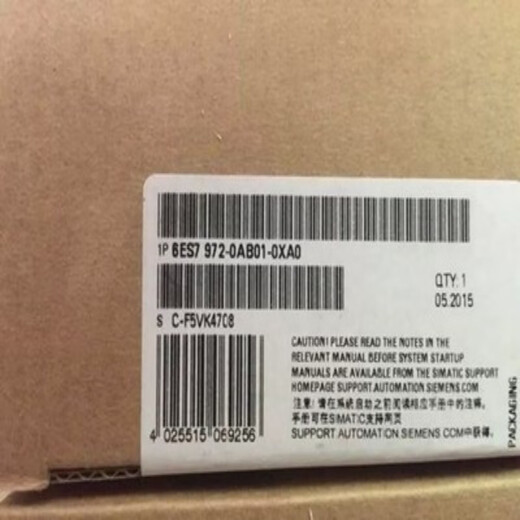 1P 6ES7 972-0AB01-0XA0
QTY: 1
05.2015
S C-F5VK4708
CAUTION! PLEASE READ THE NOTES IN THE
RELEVANT MANUAL BEFORE SYSTEM STARTUP
MANUALS ARE AVAILABLE FROM THE SIMATIC SUPPORT
HOMEPAGE SUPPORT.AUTOMATION.SIEMENS.COM
注意!请在系统启动之前阅读相应手册中的注释。
手册可在SIMATIC支持网页
SUPPORT AUTOMATION.SIEMENS COM中获得。
4 025515 069256
PACKAGING